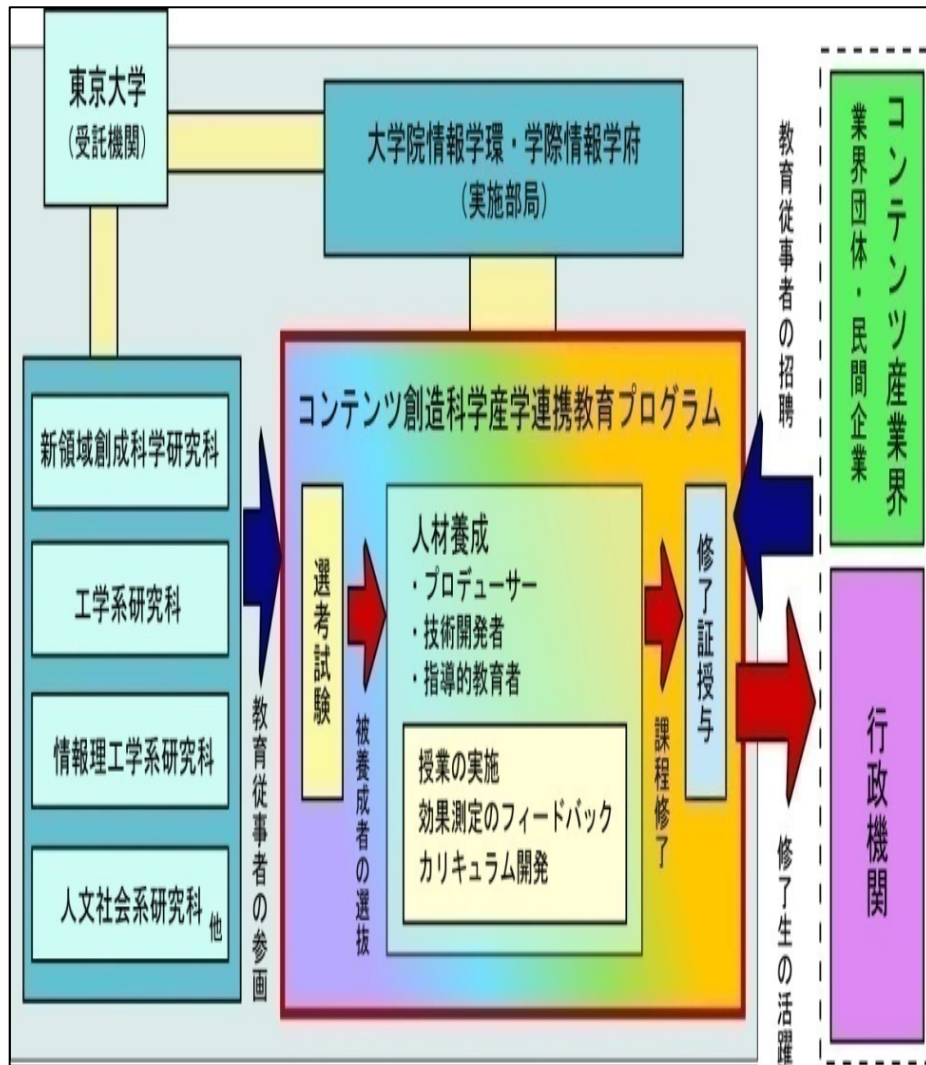 東京大学
(受託機関)
大学院情報学環・学際情報学府
(実施部局)
新領域創成科学研究科
工学系研究科
情報理工学系研究科
人文社会系研究科 他
教育従事者の参画
コンテンツ創造科学産学連携教育プログラム
選考試験
被養成者の選抜
人材養成
・プロデューサー
・技術開発者
・指導的教育者
授業の実施
効果測定のフィードバック
カリキュラム開発
課程修了
修了証授与
教育従事者の招聘
修了生の活躍
コンテンツ産業界
業界団体・民間企業
行政機関